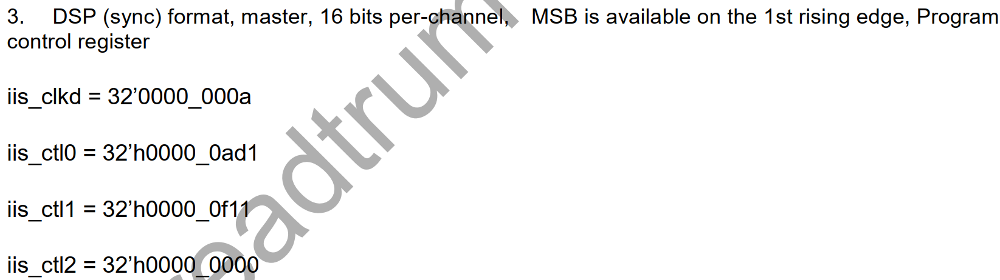 3. DSP (sync) format, master, 16 bits per-channel, MSB is available on the 1st rising edge, Program
control register
iis_clkd = 32’0000_000a
iis_ctl0 = 32’h0000_0ad1
iis_ctl1 = 32’h0000_0f11
iis_ctl2 = 32’h0000_0000
readtrum